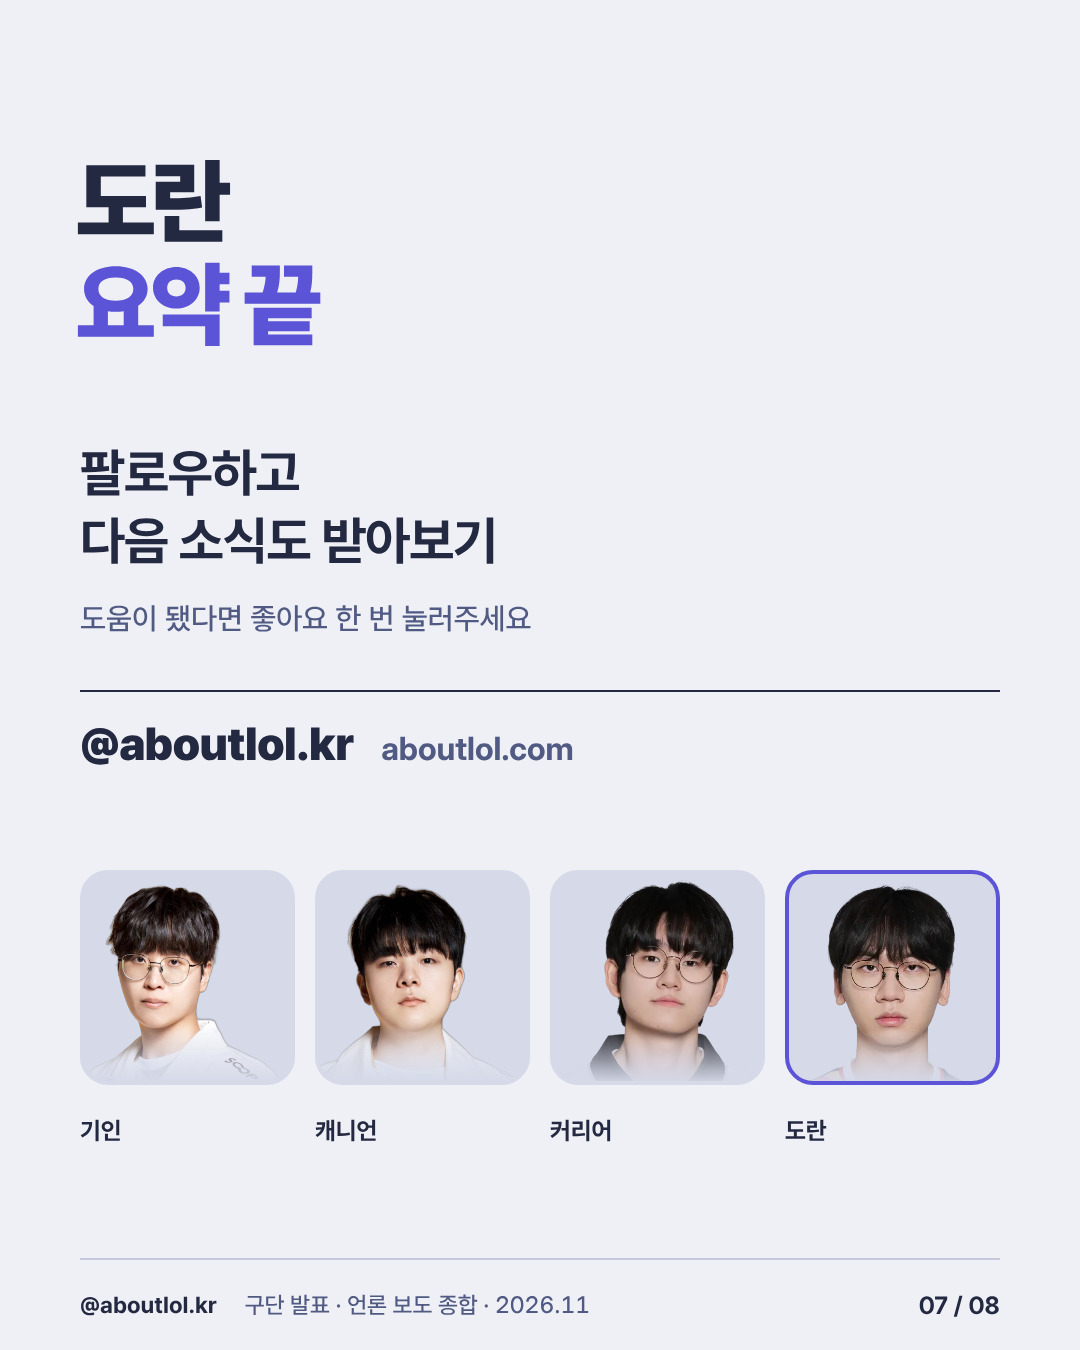 도란
요약 끝
팔로우하고
다음 소식도 받아보기
도움이 됐다면 좋아요 한 번 눌러주세요
@aboutlol.kr aboutlol.com
기인 캐니언 커리어 도란
@aboutlol.kr 구단 발표 · 언론 보도 종합 · 2026.11 07 / 08